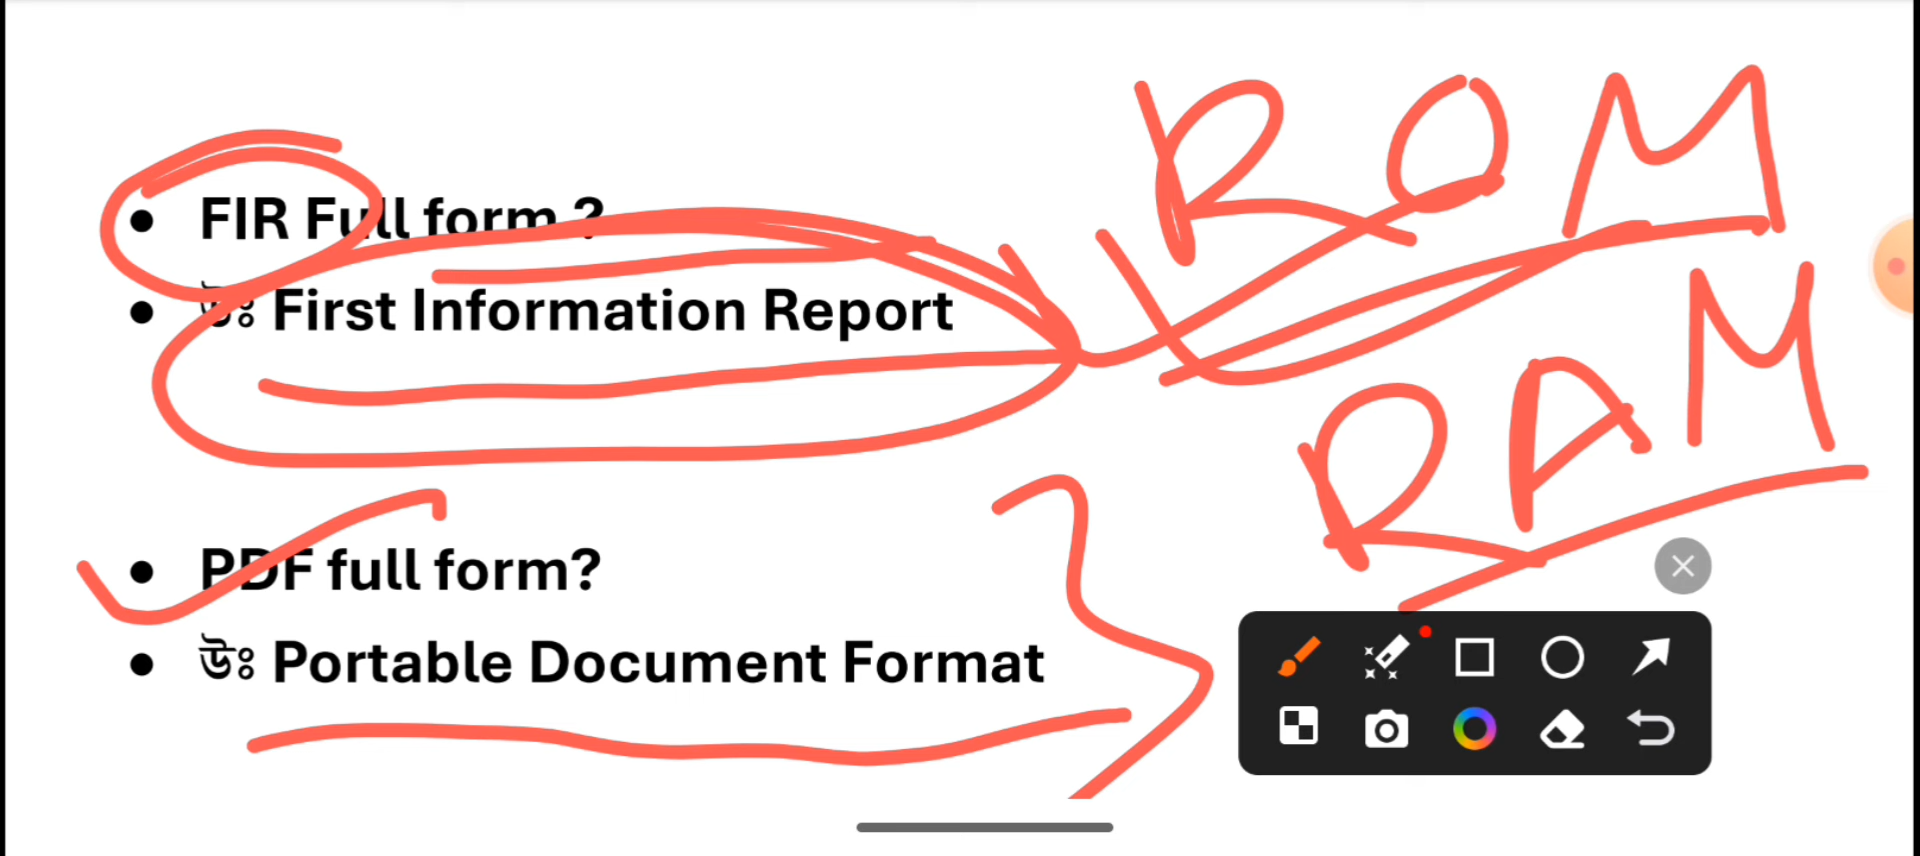 • FIR Full form ?
• উঃ First Information Report
• PDF full form?
• উঃ Portable Document Format
ROM
RAM